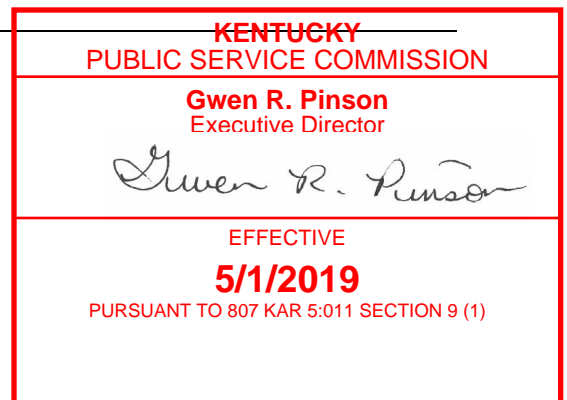 KENTUCKY
PUBLIC SERVICE COMMISSION
Gwen R. Pinson
Executive Director
Gwen R. Pinson
EFFECTIVE
5/1/2019
PURSUANT TO 807 KAR 5:011 SECTION 9 (1)